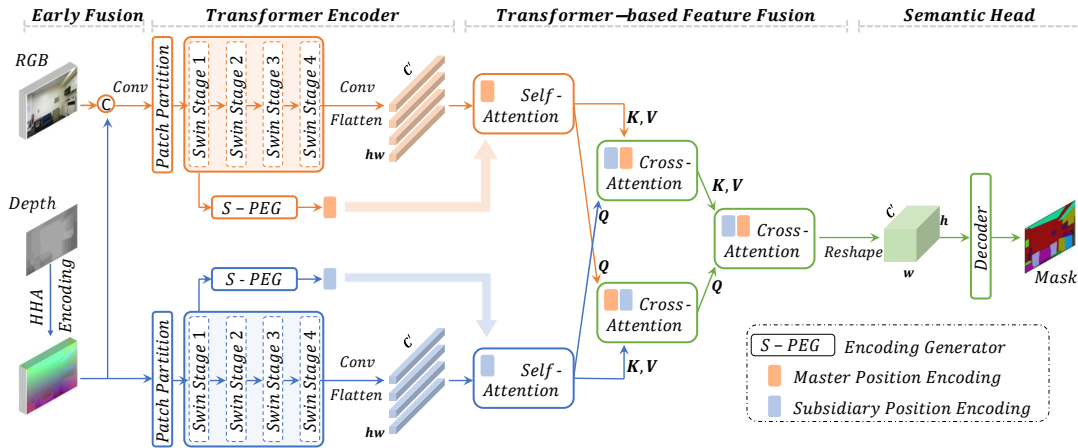 Early Fusion
Transformer Encoder
Transformer—based Feature Fusion
Semantic Head
RGB
C
Conv
Patch Partition
Swin Stage 1
Swin Stage 2
Swin Stage 3
Swin Stage 4
Conv
Flatten
C'
hw
Self-
Attention
S – PEG
K, V
Cross-
Attention
Q
K, V
Cross-
Attention
Q
Reshape
C'
h
w
Decoder
Mask
Depth
HHA
Encoding
S - PEG
Q
Cross-
Attention
K, V
Patch Partition
Swin Stage 1
Swin Stage 2
Swin Stage 3
Swin Stage 4
Conv
Flatten
C'
hw
Self-
Attention
S – PEG
Encoding Generator
Master Position Encoding
Subsidiary Position Encoding